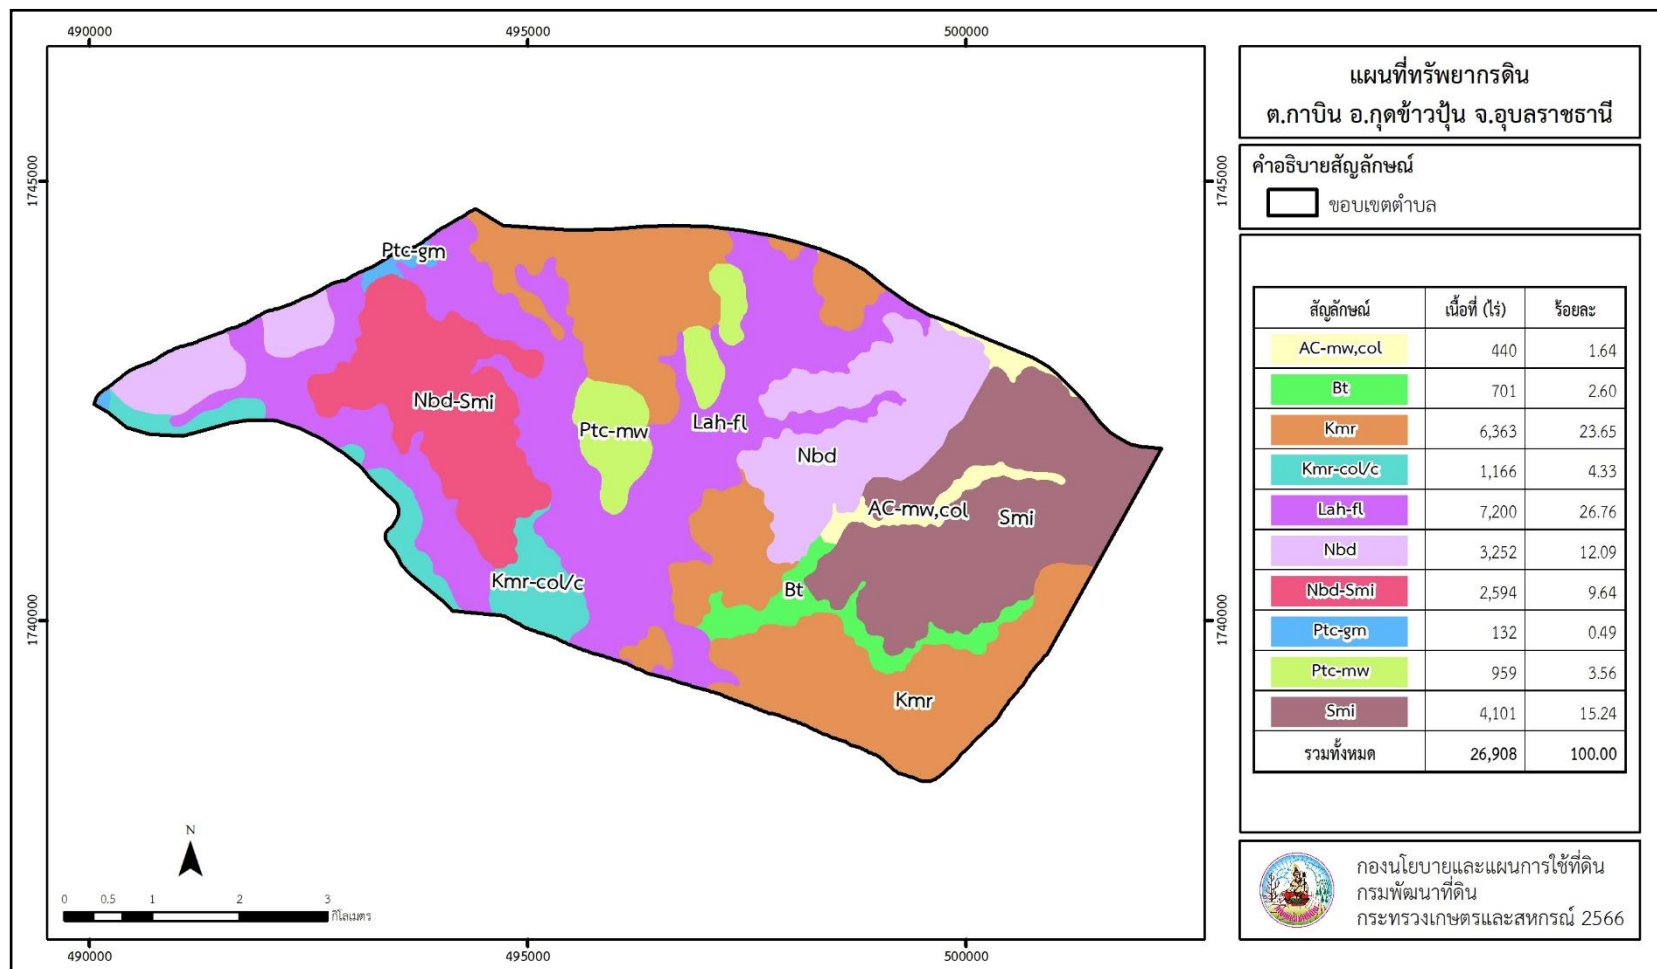 490000
495000
500000
แผนที่ทรัพยากรดิน
ต.กาบิน อ.กุดข้าวปุ้น จ.อุบลราชธานี
คำอธิบายสัญลักษณ์
ขอบเขตตำบล
1745000
1745000
Ptc-gm
Nbd-Smi
Ptc-mw
Lah-fl
Nbd
AC-mw,col
Smi
Kmr-col/c
Bt
Kmr
1740000
1740000
สัญลักษณ์ เนื้อที่ (ไร่) ร้อยละ
AC-mw,col 440 1.64
Bt 701 2.60
Kmr 6,363 23.65
Kmr-col/c 1,166 4.33
Lah-fl 7,200 26.76
Nbd 3,252 12.09
Nbd-Smi 2,594 9.64
Ptc-gm 132 0.49
Ptc-mw 959 3.56
Smi 4,101 15.24
รวมทั้งหมด 26,908 100.00
N
0 0.5 1 2 3
กิโลเมตร
490000
495000
500000
กองนโยบายและแผนการใช้ที่ดิน
กรมพัฒนาที่ดิน
กระทรวงเกษตรและสหกรณ์ 2566